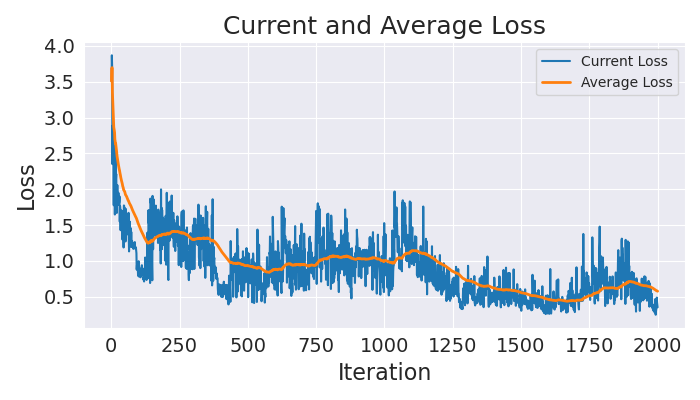 Current and Average Loss
Current Loss
Average Loss
Loss
4.0
3.5
3.0
2.5
2.0
1.5
1.0
0.5
0 250 500 750 1000 1250 1500 1750 2000
Iteration